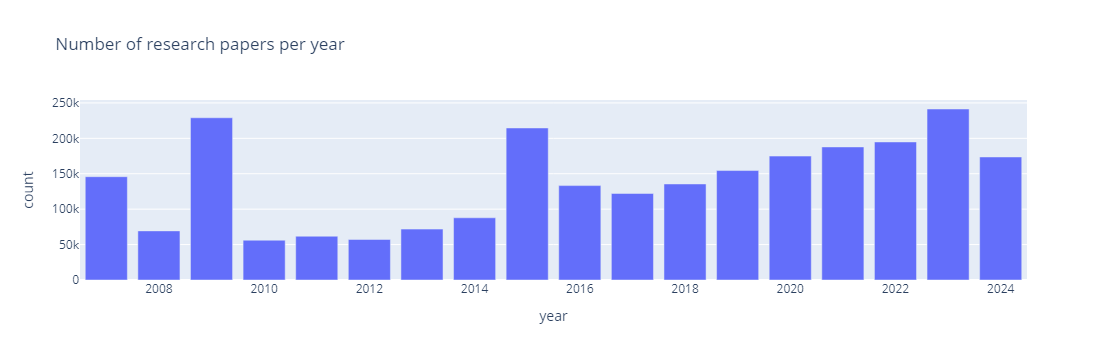 Number of research papers per year
250k
200k
150k
100k
50k
0
count
2008 2010 2012 2014 2016 2018 2020 2022 2024
year